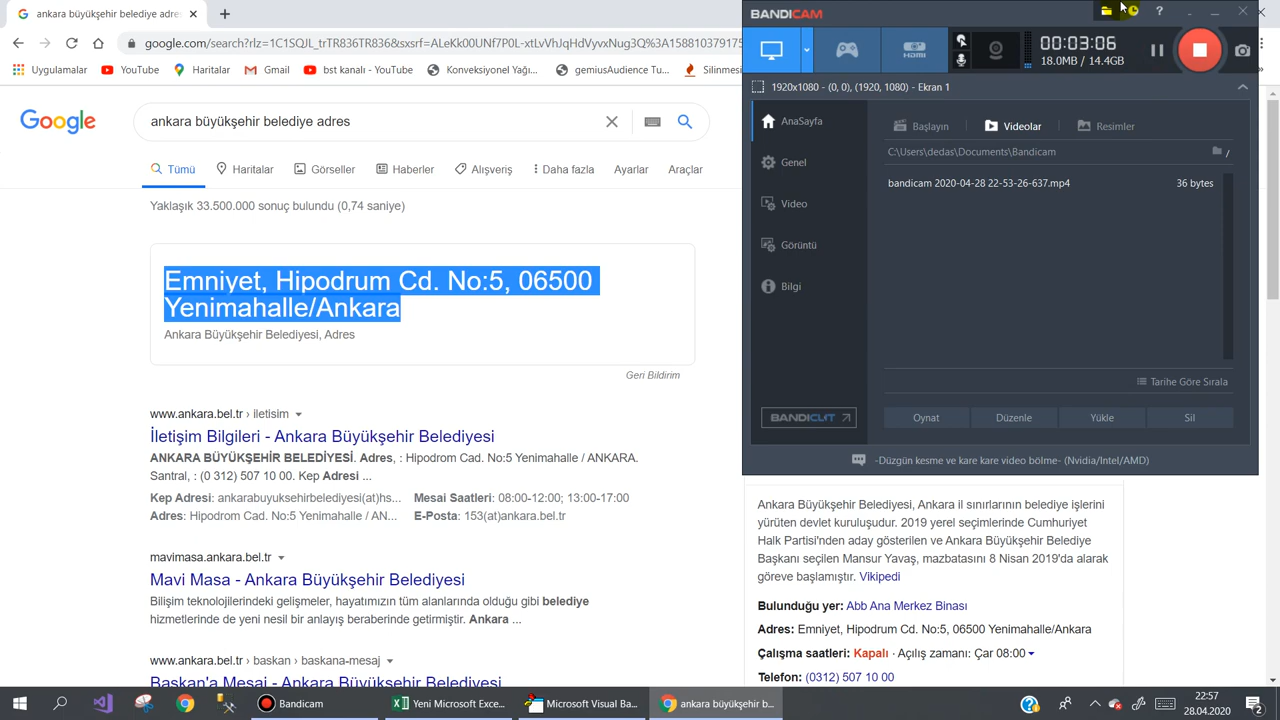 ankara büyükşehir belediye adre
google.com/search?rlz=1C1SQJL_trTR836TR836&sxsrf=ALeKk00UNf7P0L-xtLvVhJqHdVyvxNug3Q%3A158810379175
Uygulamalar
YouTube
Haritalar
Gmail
bst kanalı - YouTube
Konveksiyonel Yağı...
gemiusAudience Tu...
Silinmesi
Google
ankara büyükşehir belediye adres
Tümü
Haritalar
Görseller
Haberler
Alışveriş
Daha fazla
Ayarlar
Araçlar
Yaklaşık 33.500.000 sonuç bulundu (0,74 saniye)
Emniyet, Hipodrum Cd. No:5, 06500
Yenimahalle/Ankara
Ankara Büyükşehir Belediyesi, Adres
Geri Bildirim
www.ankara.bel.tr › iletisim
İletişim Bilgileri - Ankara Büyükşehir Belediyesi
ANKARA BÜYÜKŞEHİR BELEDİYESİ. Adres, : Hipodrom Cad. No:5 Yenimahalle / ANKARA.
Santral, : (0 312) 507 10 00. Kep Adresi ...
Kep Adresi: ankarabuyuksehirbelediyesi(at)hs... Mesai Saatleri: 08:00-12:00; 13:00-17:00
Adres: Hipodrom Cad. No:5 Yenimahalle / AN... E-Posta: 153(at)ankara.bel.tr
mavimasa.ankara.bel.tr
Mavi Masa - Ankara Büyükşehir Belediyesi
Bilişim teknolojilerindeki gelişmeler, hayatımızın tüm alanlarında olduğu gibi belediye
hizmetlerinde de yeni nesil bir anlayış beraberinde getirmiştir. Ankara ...
www.ankara.bel.tr › baskan › baskana-mesaj
Başkan'a Mesaj - Ankara Büyükşehir Belediyesi
BANDICAM
HDMI
00:03:06
18.0MB / 14.4GB
1920x1080 - (0, 0), (1920, 1080) - Ekran 1
AnaSayfa
Genel
Video
Görüntü
Bilgi
BANDICUT
Başlayın
Videolar
Resimler
C:\Users\dedas\Documents\Bandicam
/
bandicam 2020-04-28 22-53-26-637.mp4 36 bytes
Tarihe Göre Sırala
Oynat
Düzenle
Yükle
Sil
-Düzgün kesme ve kare kare video bölme- (Nvidia/Intel/AMD)
Ankara Büyükşehir Belediyesi, Ankara il sınırlarının belediye işlerini
yürüten devlet kuruluşudur. 2019 yerel seçimlerinde Cumhuriyet
Halk Partisi'nden aday gösterilen ve Ankara Büyükşehir Belediye
Başkanı seçilen Mansur Yavaş, mazbatasını 8 Nisan 2019'da alarak
göreve başlamıştır. Vikipedi
Bulunduğu yer: Abb Ana Merkez Binası
Adres: Emniyet, Hipodrum Cd. No:5, 06500 Yenimahalle/Ankara
Çalışma saatleri: Kapalı · Açılış zamanı: Çar 08:00
Telefon: (0312) 507 10 00
Bandicam
Yeni Microsoft Exce...
Microsoft Visual Ba...
ankara büyükşehir b...
22:57
28.04.2020
2